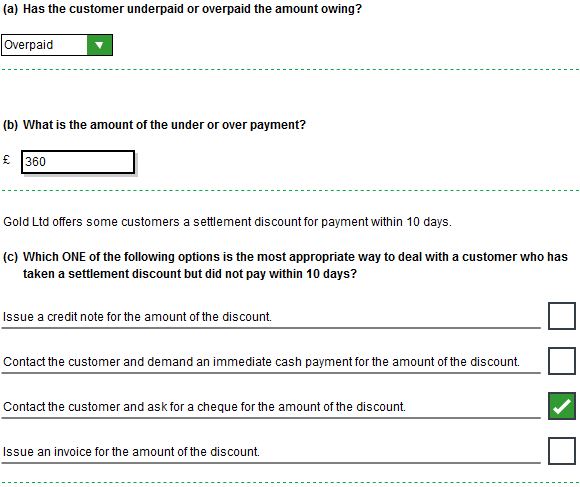 (a) Has the customer underpaid or overpaid the amount owing?
Overpaid
(b) What is the amount of the under or over payment?
£ 360
Gold Ltd offers some customers a settlement discount for payment within 10 days.
(c) Which ONE of the following options is the most appropriate way to deal with a customer who has
taken a settlement discount but did not pay within 10 days?
Issue a credit note for the amount of the discount.
Contact the customer and demand an immediate cash payment for the amount of the discount.
Contact the customer and ask for a cheque for the amount of the discount.
Issue an invoice for the amount of the discount.